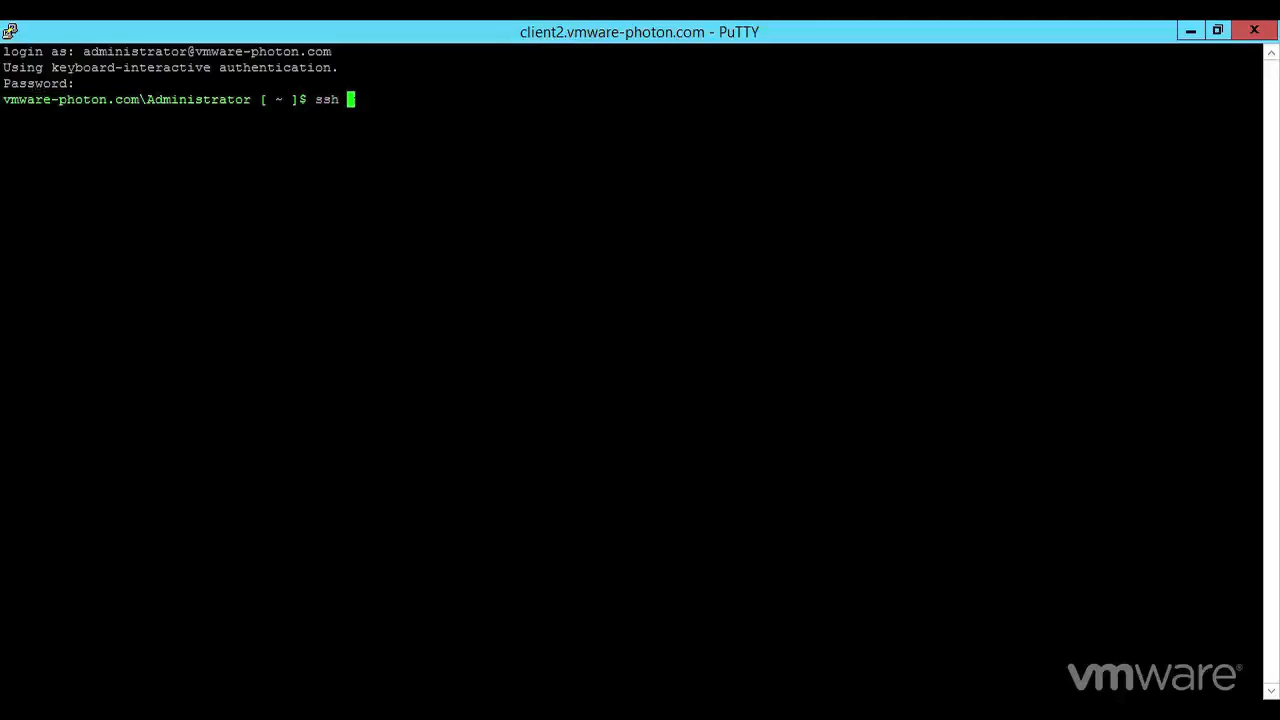 client2.vmware-photon.com - PuTTY
login as: administrator@vmware-photon.com
Using keyboard-interactive authentication.
Password:
vmware-photon.com\Administrator [ ~ ]$ ssh
vmware®